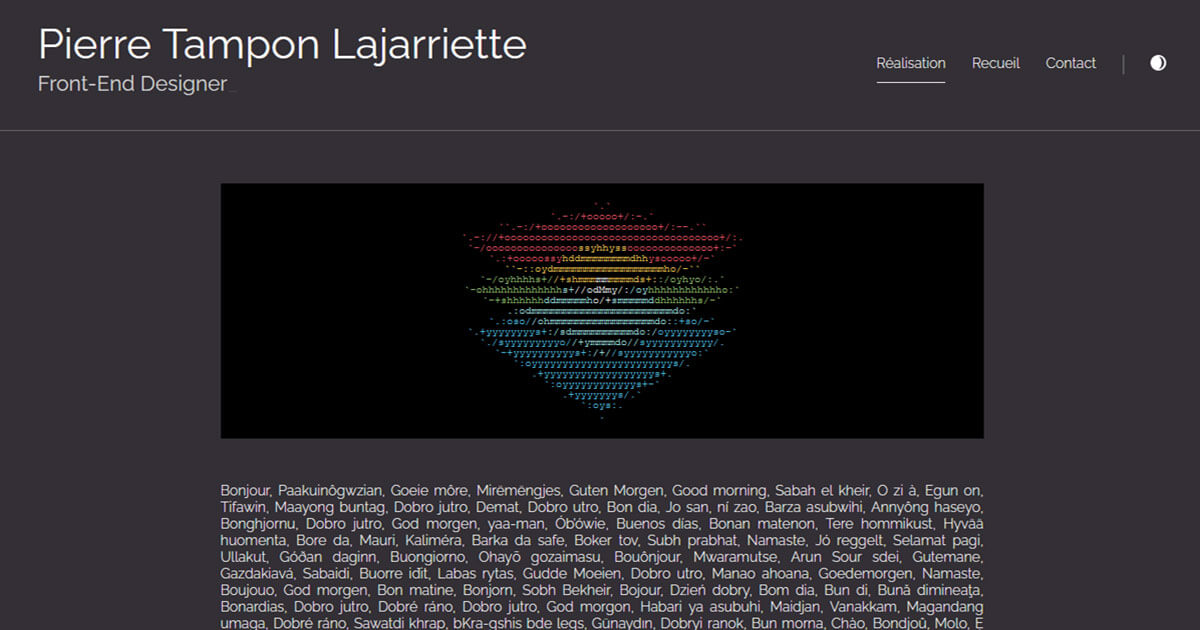 Pierre Tampon Lajarriette
Front-End Designer_
Réalisation
Recueil
Contact
Bonjour, Paakuinôgwzian, Goeie môre, Mirëmëngjes, Guten Morgen, Good morning, Sabah el kheir, O zi à, Egun on,
Tifawin, Maayong buntag, Dobro jutro, Demat, Dobro utro, Bon dia, Jo san, ní zao, Barza asubwihi, Annyông haseyo,
Bonghjornu, Dobro jutro, God morgen, yaa-man, Ób'ówie, Buenos días, Bonan matenon, Tere hommikust, Hyvää
huomenta, Bore da, Mauri, Kaliméra, Barka da safe, Boker tov, Subh prabhat, Namaste, Jó reggelt, Selamat pagi,
Ullakut, Góðan daginn, Buongiorno, Ohayō gozaimasu, Bouônjour, Mwaramutse, Arun Sour sdei, Gutemane,
Gazdakiavá, Sabaidi, Buorre iđit, Labas rytas, Gudde Moeien, Dobro utro, Manao ahoana, Goedemorgen, Namaste,
Boujouo, God morgen, Bon matine, Bonjorn, Sobh Bekheir, Bojour, Dzień dobry, Bom dia, Bun di, Bună dimineaţa,
Bonardias, Dobro jutro, Dobré ráno, Dobro jutro, God morgon, Habari ya asubuhi, Maidjan, Vanakkam, Magandang
umaga, Dobré ráno, Sawatdi khrap, bKra-gshis bde legs, Günaydın, Dobryi ranok, Bun morna, Chào, Bondjoû, Molo, E